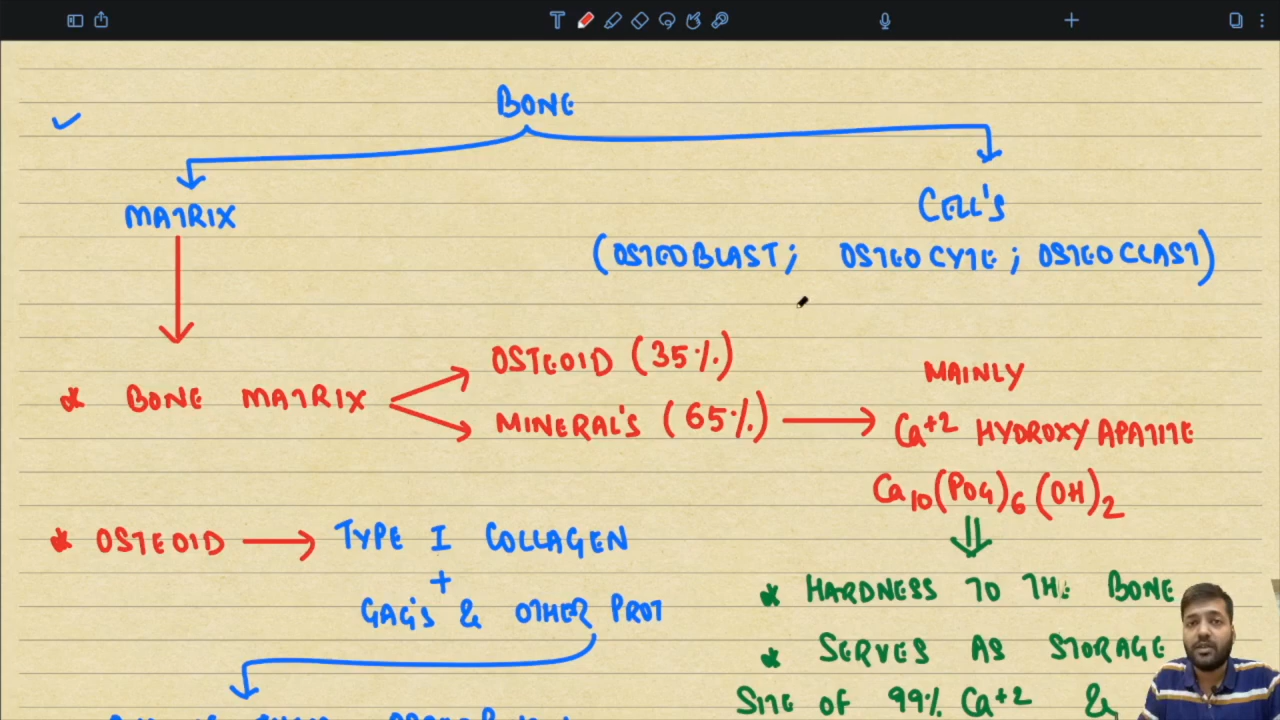 BONE
MATRIX
CELL'S
(OSTEOBLAST; OSTEOCYTE; OSTEOCLAST)
* BONE MATRIX
OSTEOID (35%)
MINERAL'S (65%)
MAINLY
Ca+2 HYDROXYAPATITE
Ca10(PO4)6(OH)2
* OSTEOID → TYPE I COLLAGEN
+
GAG'S & OTHER PROT
* HARDNESS TO THE BONE
* SERVES AS STORAGE
SITE OF 99% Ca+2 &